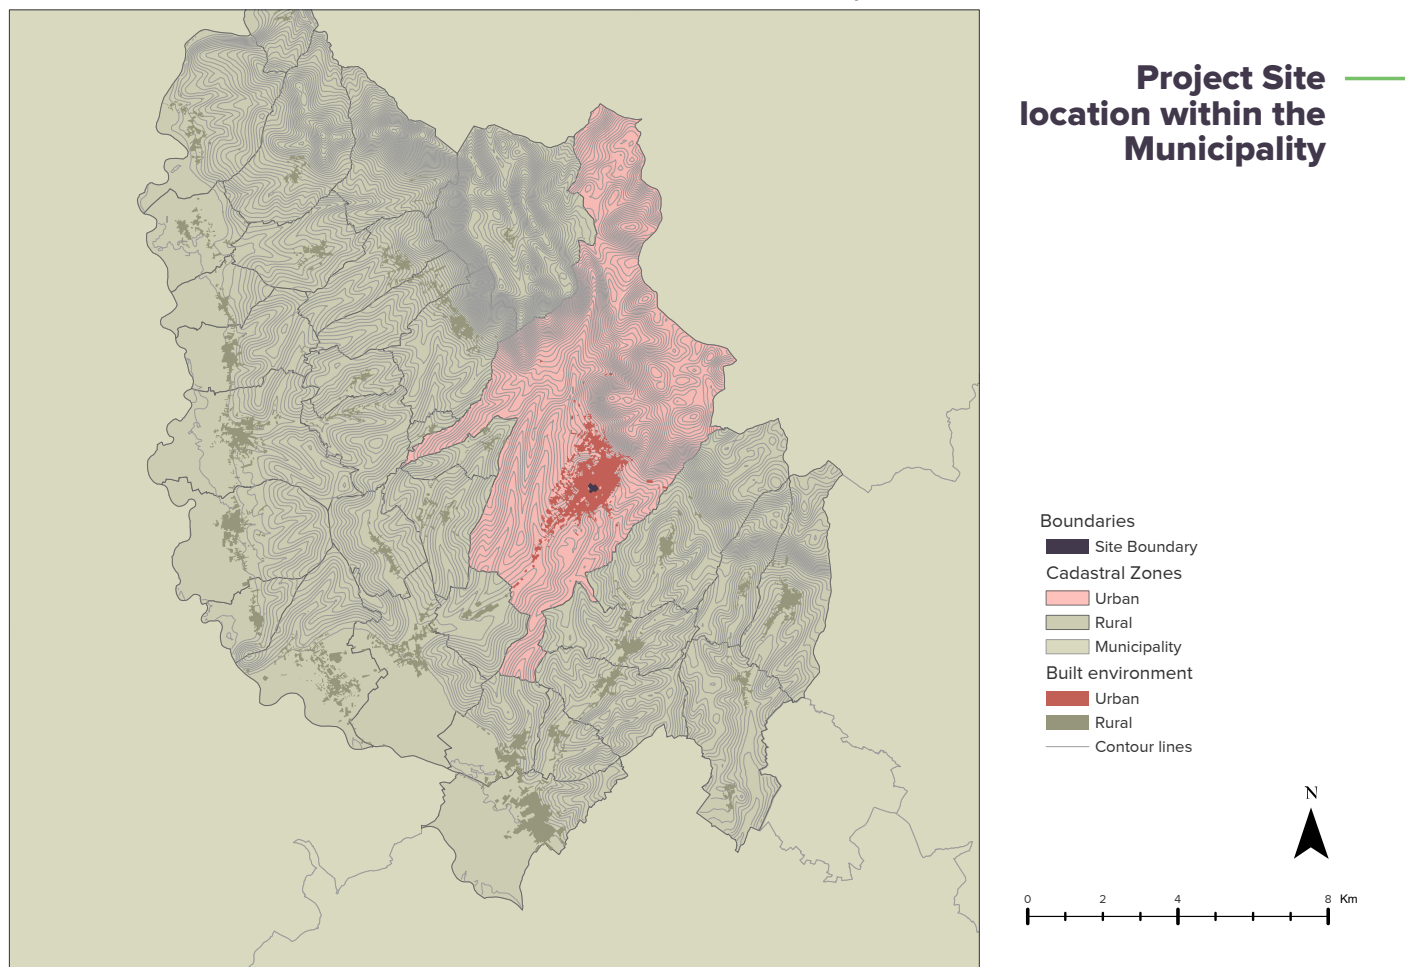 Project Site
location within the
Municipality
Boundaries
Site Boundary
Cadastral Zones
Urban
Rural
Municipality
Built environment
Urban
Rural
Contour lines
N
0 2 4 8 Km